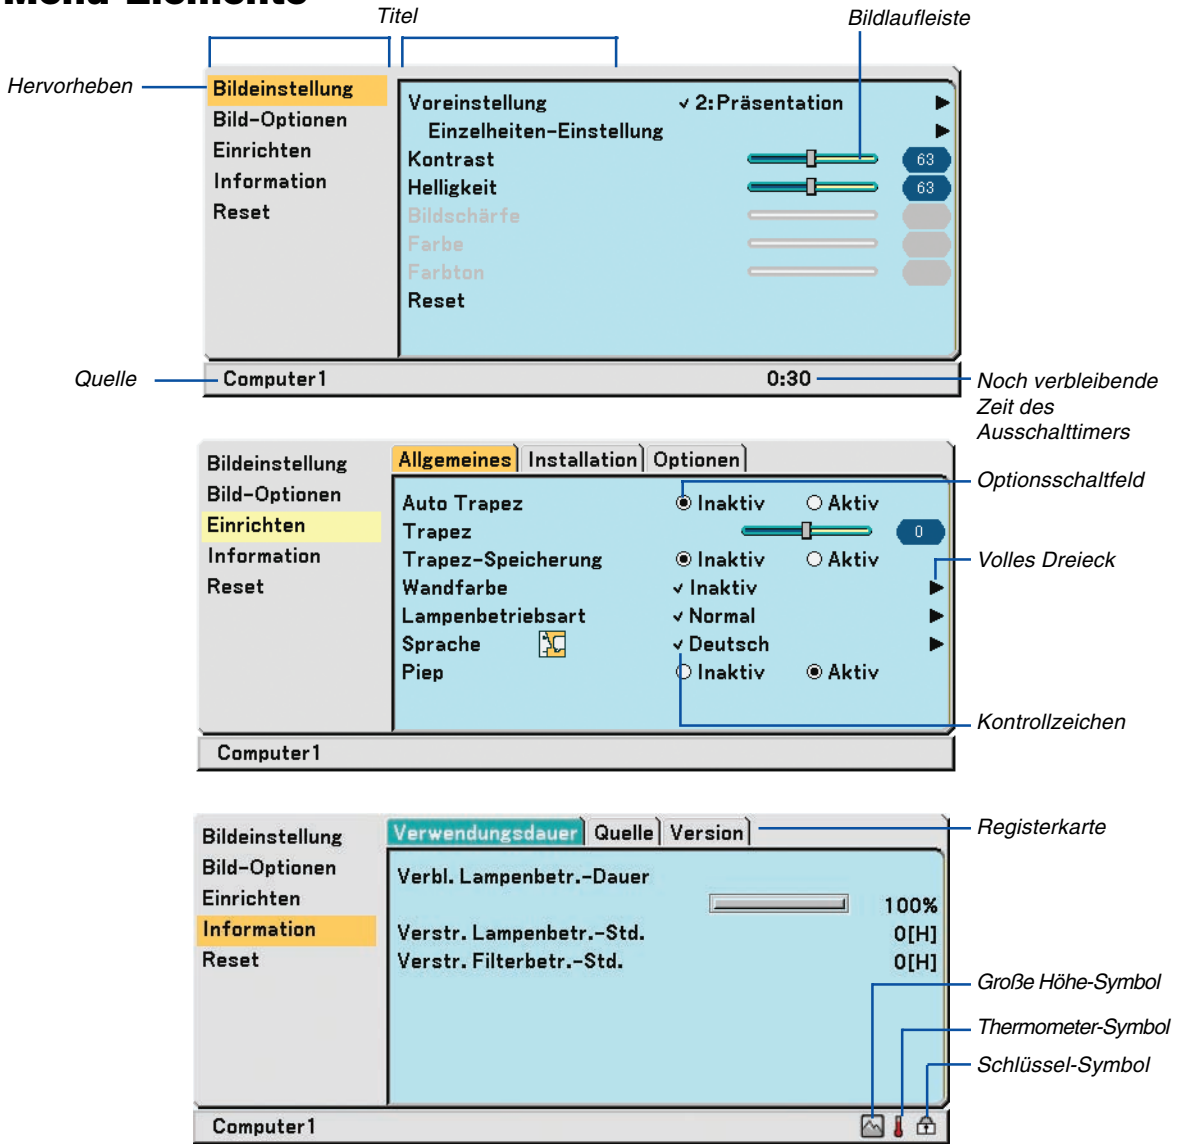 Menü-Elemente
Titel
Bildlaufleiste
Hervorheben
Bildeinstellung
Bild-Optionen
Einrichten
Information
Reset
Voreinstellung ✓ 2:Präsentation ▶
Einzelheiten-Einstellung ▶
Kontrast 63
Helligkeit 63
Bildschärfe
Farbe
Farbton
Reset
Quelle
Computer1 0:30
Noch verbleibende
Zeit des
Ausschalttimers
Bildeinstellung
Bild-Optionen
Einrichten
Information
Reset
Allgemeines Installation Optionen
Auto Trapez Inaktiv Aktiv
Trapez 0
Trapez-Speicherung Inaktiv Aktiv
Wandfarbe ✓ Inaktiv ▶
Lampenbetriebsart ✓ Normal ▶
Sprache ✓ Deutsch ▶
Piep Inaktiv Aktiv
Optionsschaltfeld
Volles Dreieck
Kontrollzeichen
Computer1
Bildeinstellung
Bild-Optionen
Einrichten
Information
Reset
Verwendungsdauer Quelle Version
Registerkarte
Verbl. Lampenbetr.-Dauer
100%
Verstr. Lampenbetr.-Std. 0[H]
Verstr. Filterbetr.-Std. 0[H]
Große Höhe-Symbol
Thermometer-Symbol
Schlüssel-Symbol
Computer1